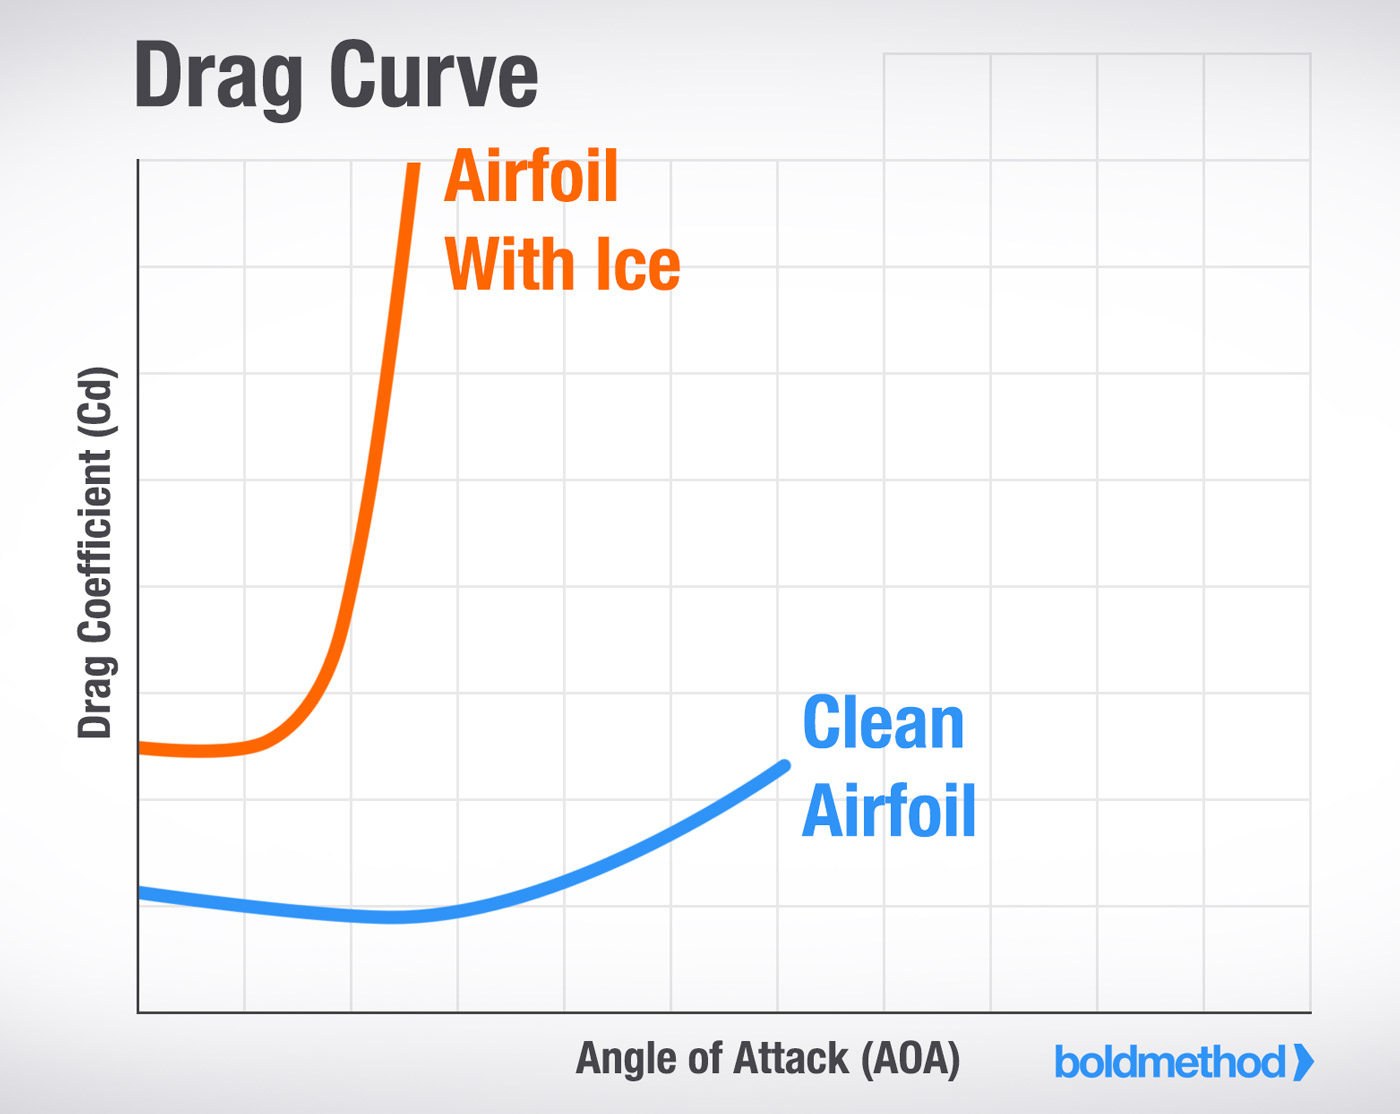 Drag Curve
Airfoil
With Ice
Drag Coefficient (Cd)
Clean
Airfoil
Angle of Attack (AOA)
boldmethod